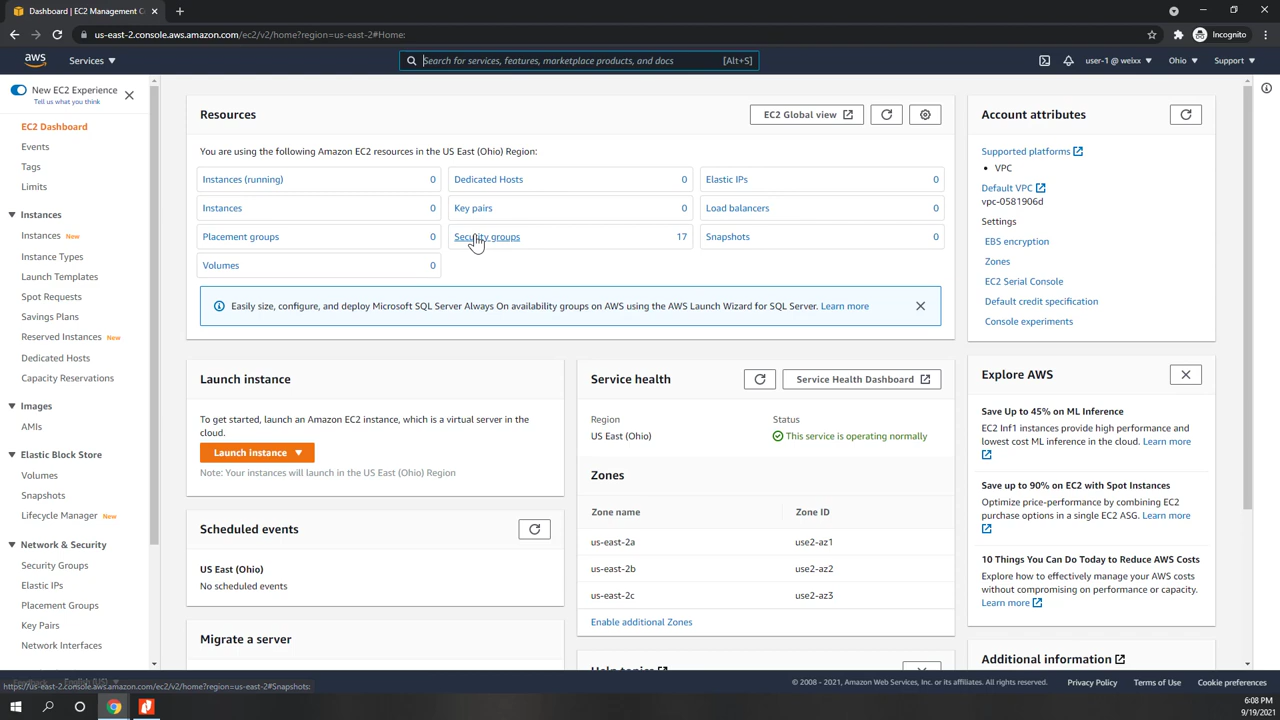 Dashboard | EC2 Management C
us-east-2.console.aws.amazon.com/ec2/v2/home?region=us-east-2#Home:
Incognito
aws
Services
Search for services, features, marketplace products, and docs
[Alt+S]
user-1 @ weixx
Ohio
Support
New EC2 Experience
Tell us what you think
EC2 Dashboard
Events
Tags
Limits
Instances
Instances New
Instance Types
Launch Templates
Spot Requests
Savings Plans
Reserved Instances New
Dedicated Hosts
Capacity Reservations
Images
AMIs
Elastic Block Store
Volumes
Snapshots
Lifecycle Manager New
Network & Security
Security Groups
Elastic IPs
Placement Groups
Key Pairs
Network Interfaces
Resources
EC2 Global view
You are using the following Amazon EC2 resources in the US East (Ohio) Region:
Instances (running) 0
Dedicated Hosts 0
Elastic IPs 0
Instances 0
Key pairs 0
Load balancers 0
Placement groups 0
Security groups 17
Snapshots 0
Volumes 0
Easily size, configure, and deploy Microsoft SQL Server Always On availability groups on AWS using the AWS Launch Wizard for SQL Server. Learn more
Launch instance
To get started, launch an Amazon EC2 instance, which is a virtual server in the
cloud.
Launch instance
Note: Your instances will launch in the US East (Ohio) Region
Scheduled events
US East (Ohio)
No scheduled events
Migrate a server
Service health
Service Health Dashboard
Region
Status
US East (Ohio)
This service is operating normally
Zones
Zone name
Zone ID
us-east-2a
use2-az1
us-east-2b
use2-az2
us-east-2c
use2-az3
Enable additional Zones
Help topics
Account attributes
Supported platforms
VPC
Default VPC
vpc-0581906d
Settings
EBS encryption
Zones
EC2 Serial Console
Default credit specification
Console experiments
Explore AWS
Save Up to 45% on ML Inference
EC2 Inf1 instances provide high performance and
lowest cost ML inference in the cloud. Learn more
Save up to 90% on EC2 with Spot Instances
Optimize price-performance by combining EC2
purchase options in a single EC2 ASG. Learn more
10 Things You Can Do Today to Reduce AWS Costs
Explore how to effectively manage your AWS costs
without compromising on performance or capacity.
Learn more
Additional information
Feedback English (US)
https://us-east-2.console.aws.amazon.com/ec2/v2/home?region=us-east-2#Snapshots:
© 2008 - 2021, Amazon Web Services, Inc. or its affiliates. All rights reserved.
Privacy Policy
Terms of Use
Cookie preferences
6:08 PM
9/19/2021